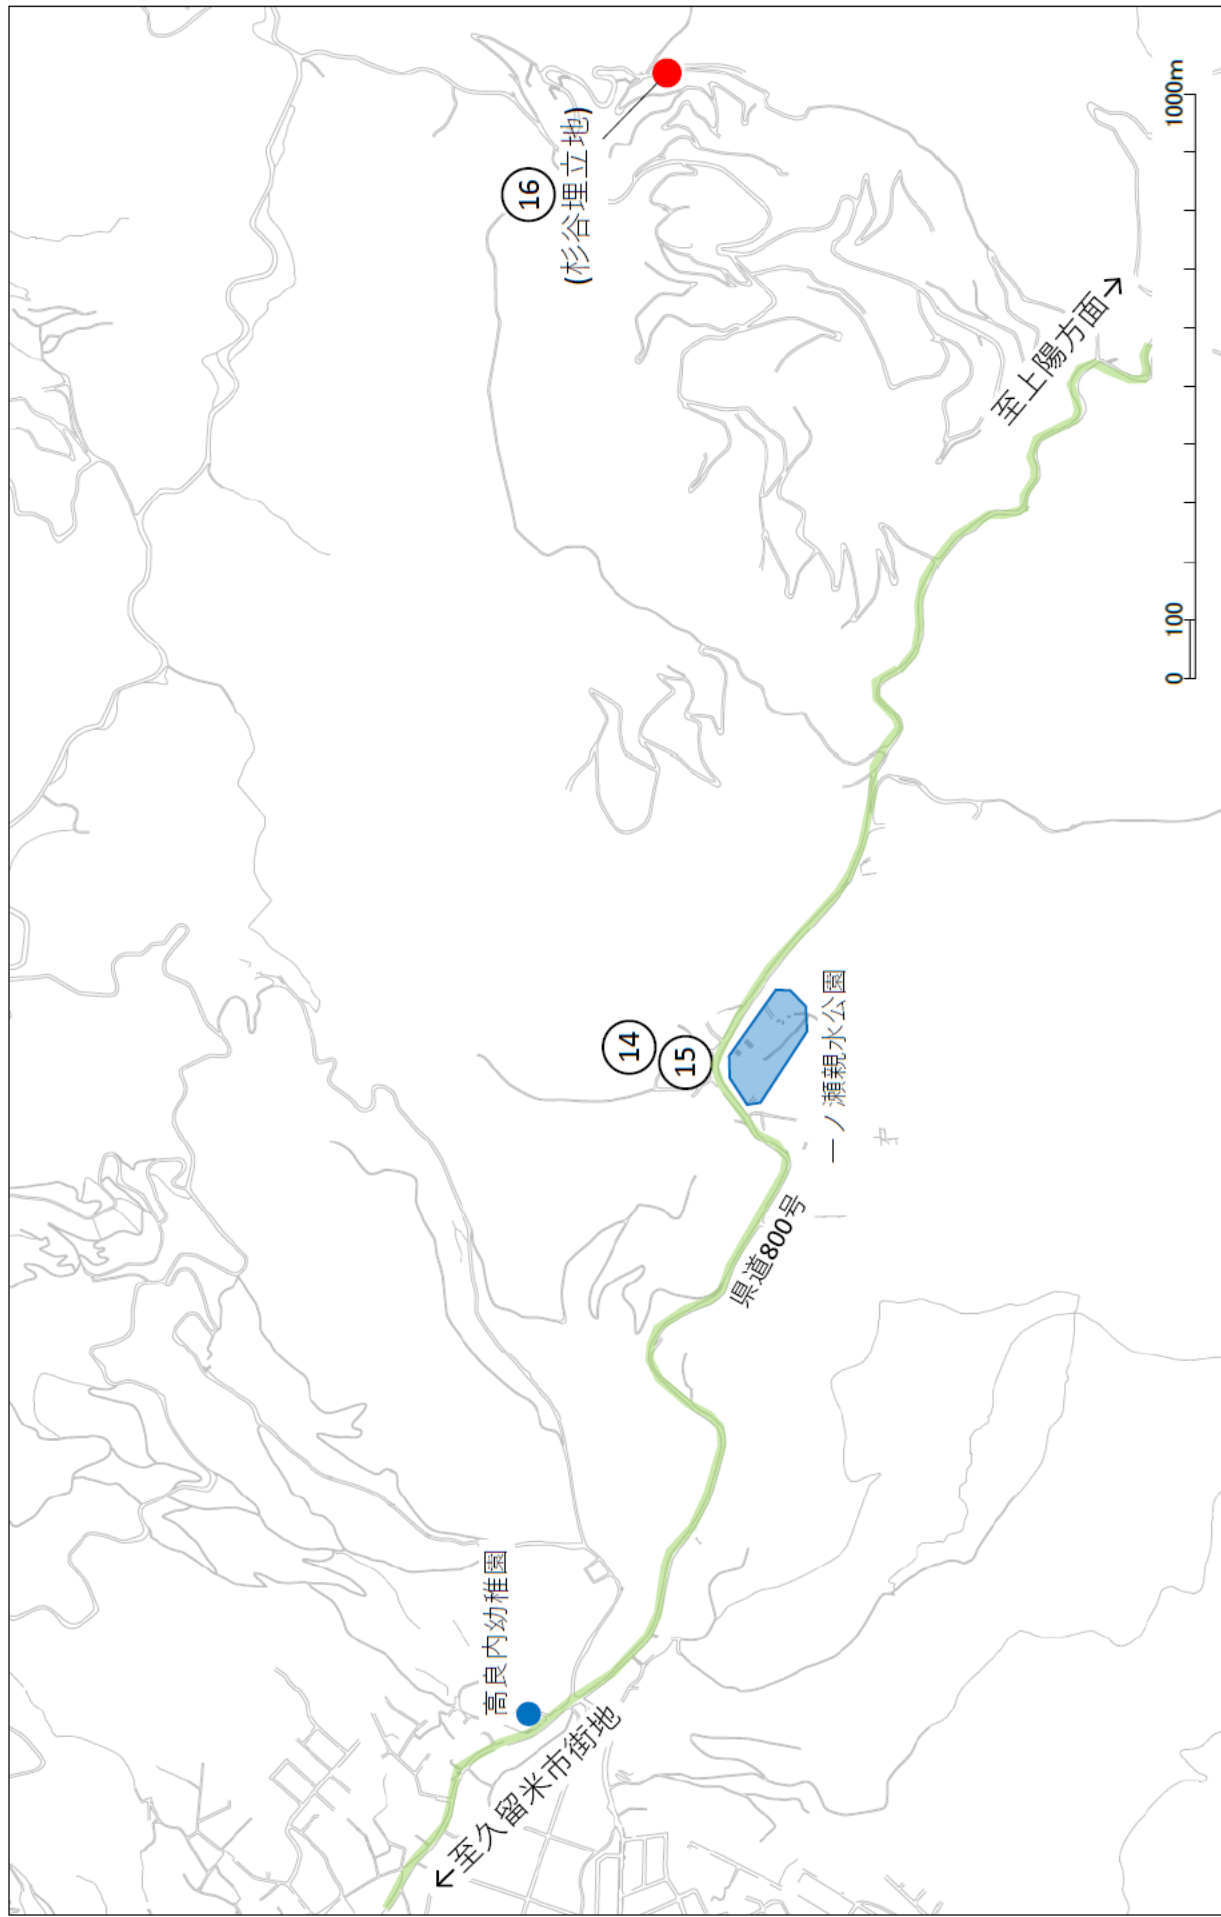 高良内幼稚園
←至久留米市街地
県道800号
一ノ瀬親水公園
14
15
16
(杉谷埋立地)
至上陽方面→
0 100 1000m